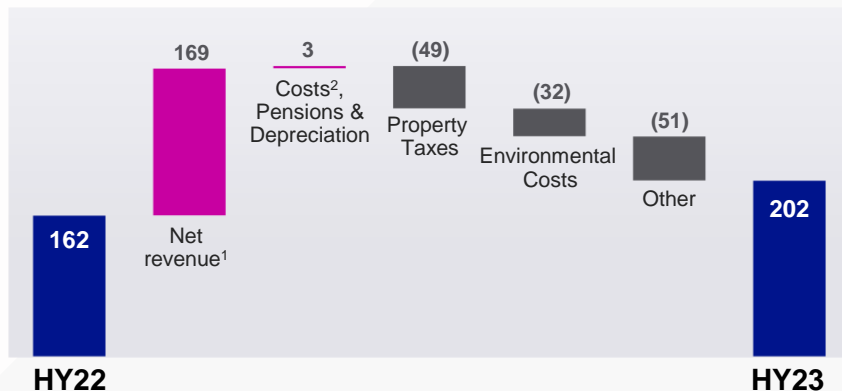 162
HY22
169
Net
revenue¹
3
Costs²,
Pensions &
Depreciation
(49)
Property
Taxes
(32)
Environmental
Costs
(51)
Other
202
HY23